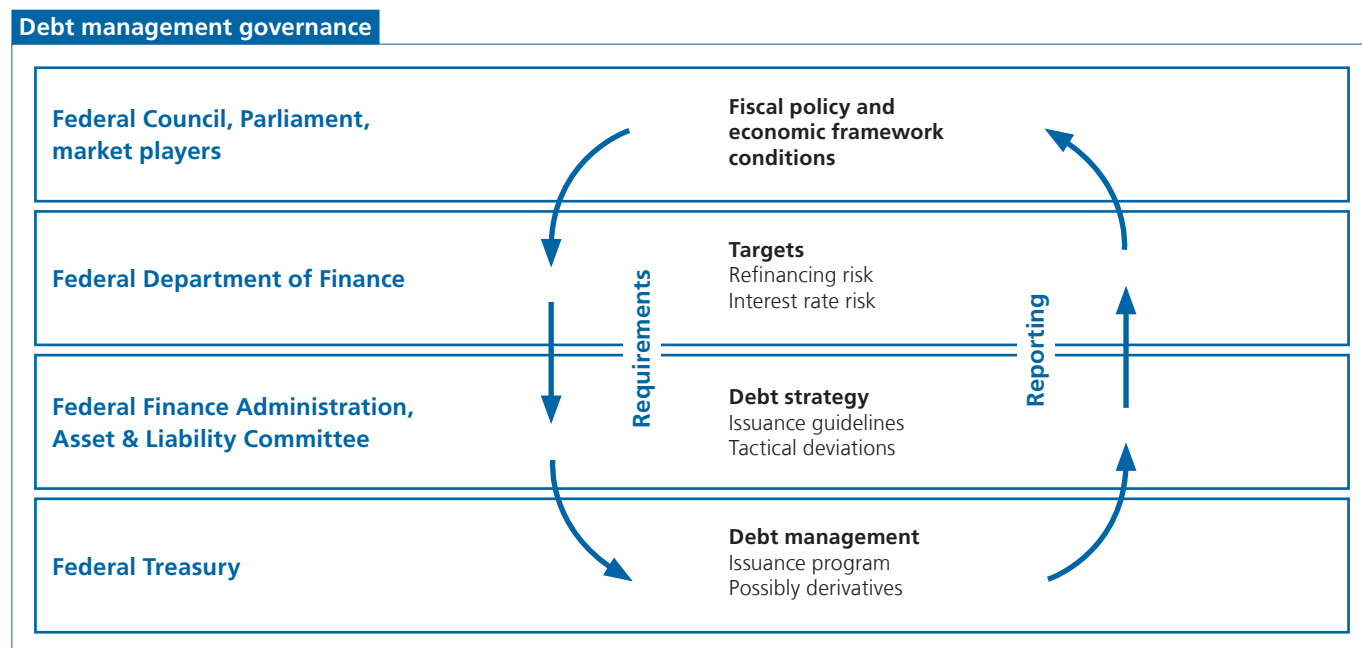 Debt management governance
Federal Council, Parliament,
market players
Fiscal policy and
economic framework
conditions
Federal Department of Finance
Targets
Refinancing risk
Interest rate risk
Requirements
Reporting
Federal Finance Administration,
Asset & Liability Committee
Debt strategy
Issuance guidelines
Tactical deviations
Federal Treasury
Debt management
Issuance program
Possibly derivatives